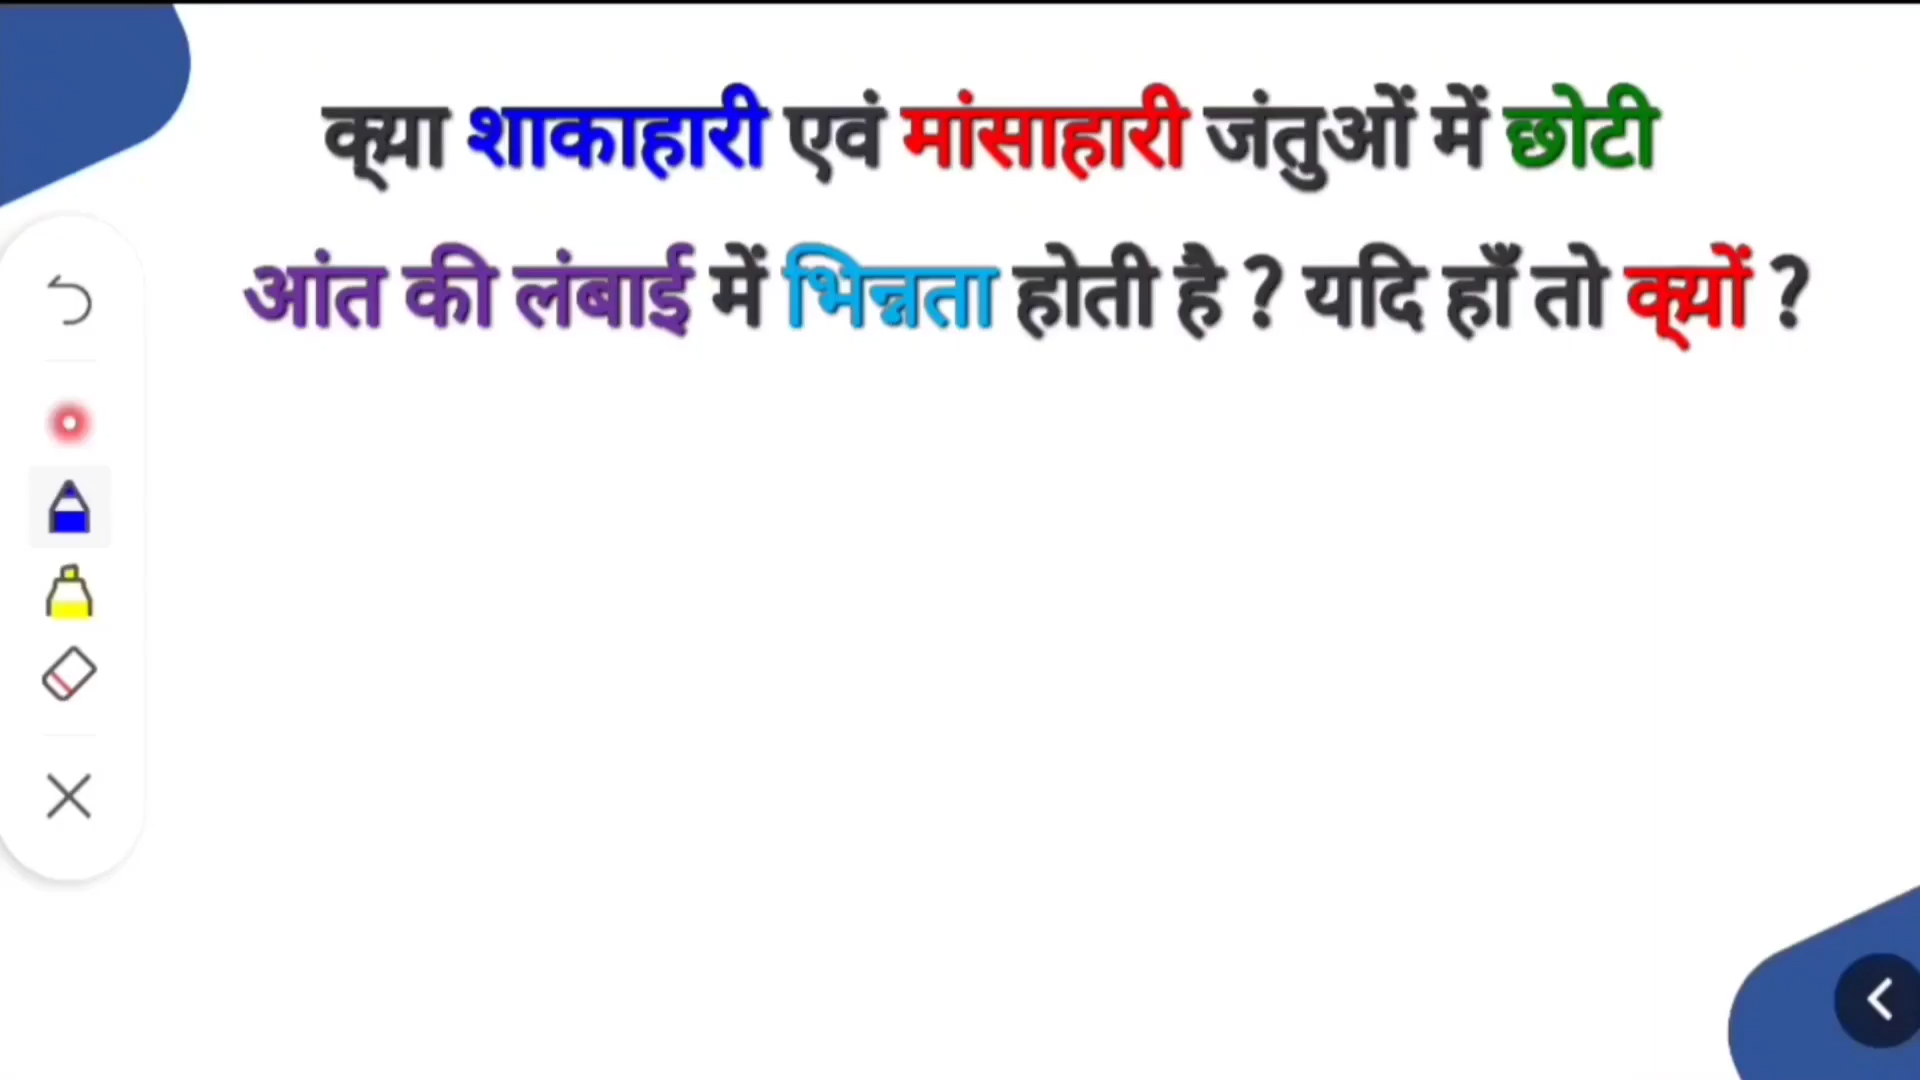 क्या शाकाहारी एवं मांसाहारी जंतुओं में छोटी
आंत की लंबाई में भिन्नता होती है ? यदि हाँ तो क्यों ?